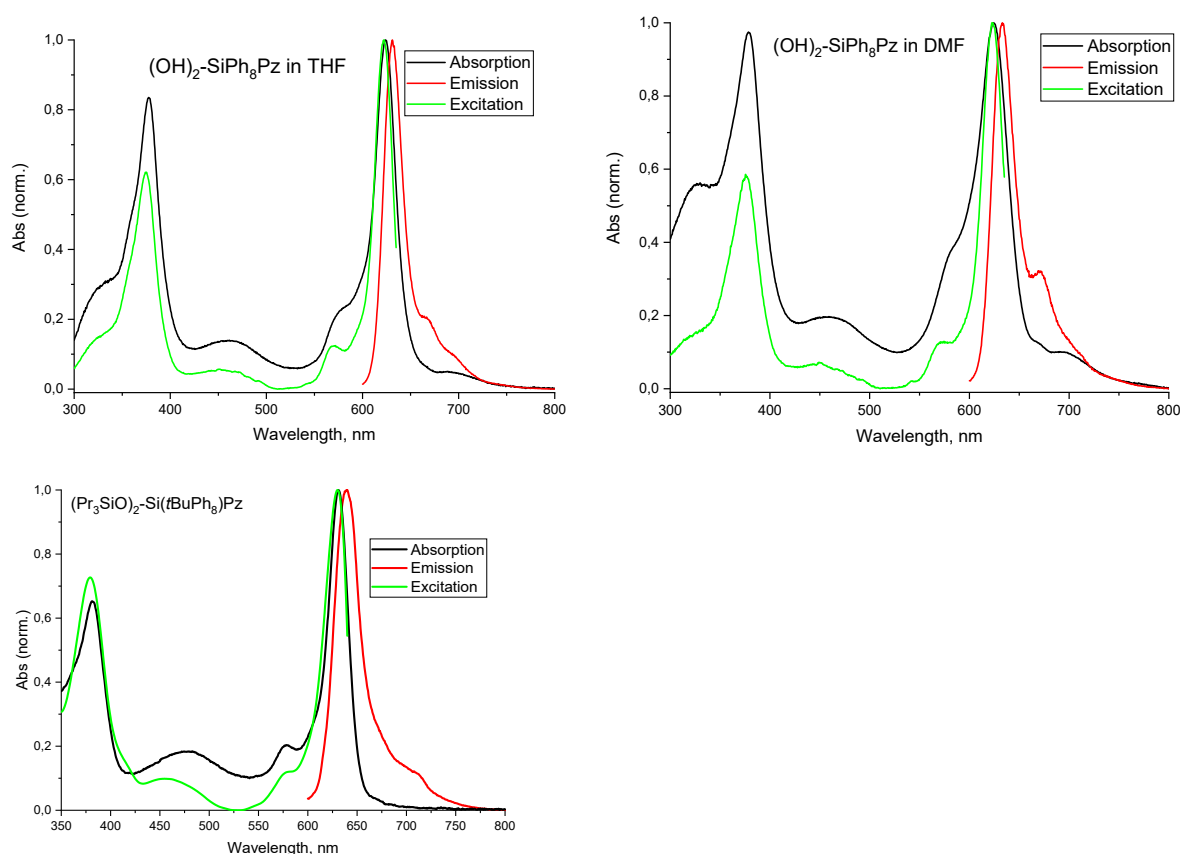 (OH)₂-SiPh₈Pz in THF
Absorption
Emission
Excitation
Abs (norm.)
1,0
0,8
0,6
0,4
0,2
0,0
300 400 500 600 700 800
Wavelength, nm
(OH)₂-SiPh₈Pz in DMF
Absorption
Emission
Excitation
Abs (norm.)
1,0
0,8
0,6
0,4
0,2
0,0
300 400 500 600 700 800
Wavelength, nm
(Pr₃SiO)₂-Si(tBuPh₈)Pz
Absorption
Emission
Excitation
Abs (norm.)
1,0
0,8
0,6
0,4
0,2
0,0
350 400 450 500 550 600 650 700 750 800
Wavelength, nm